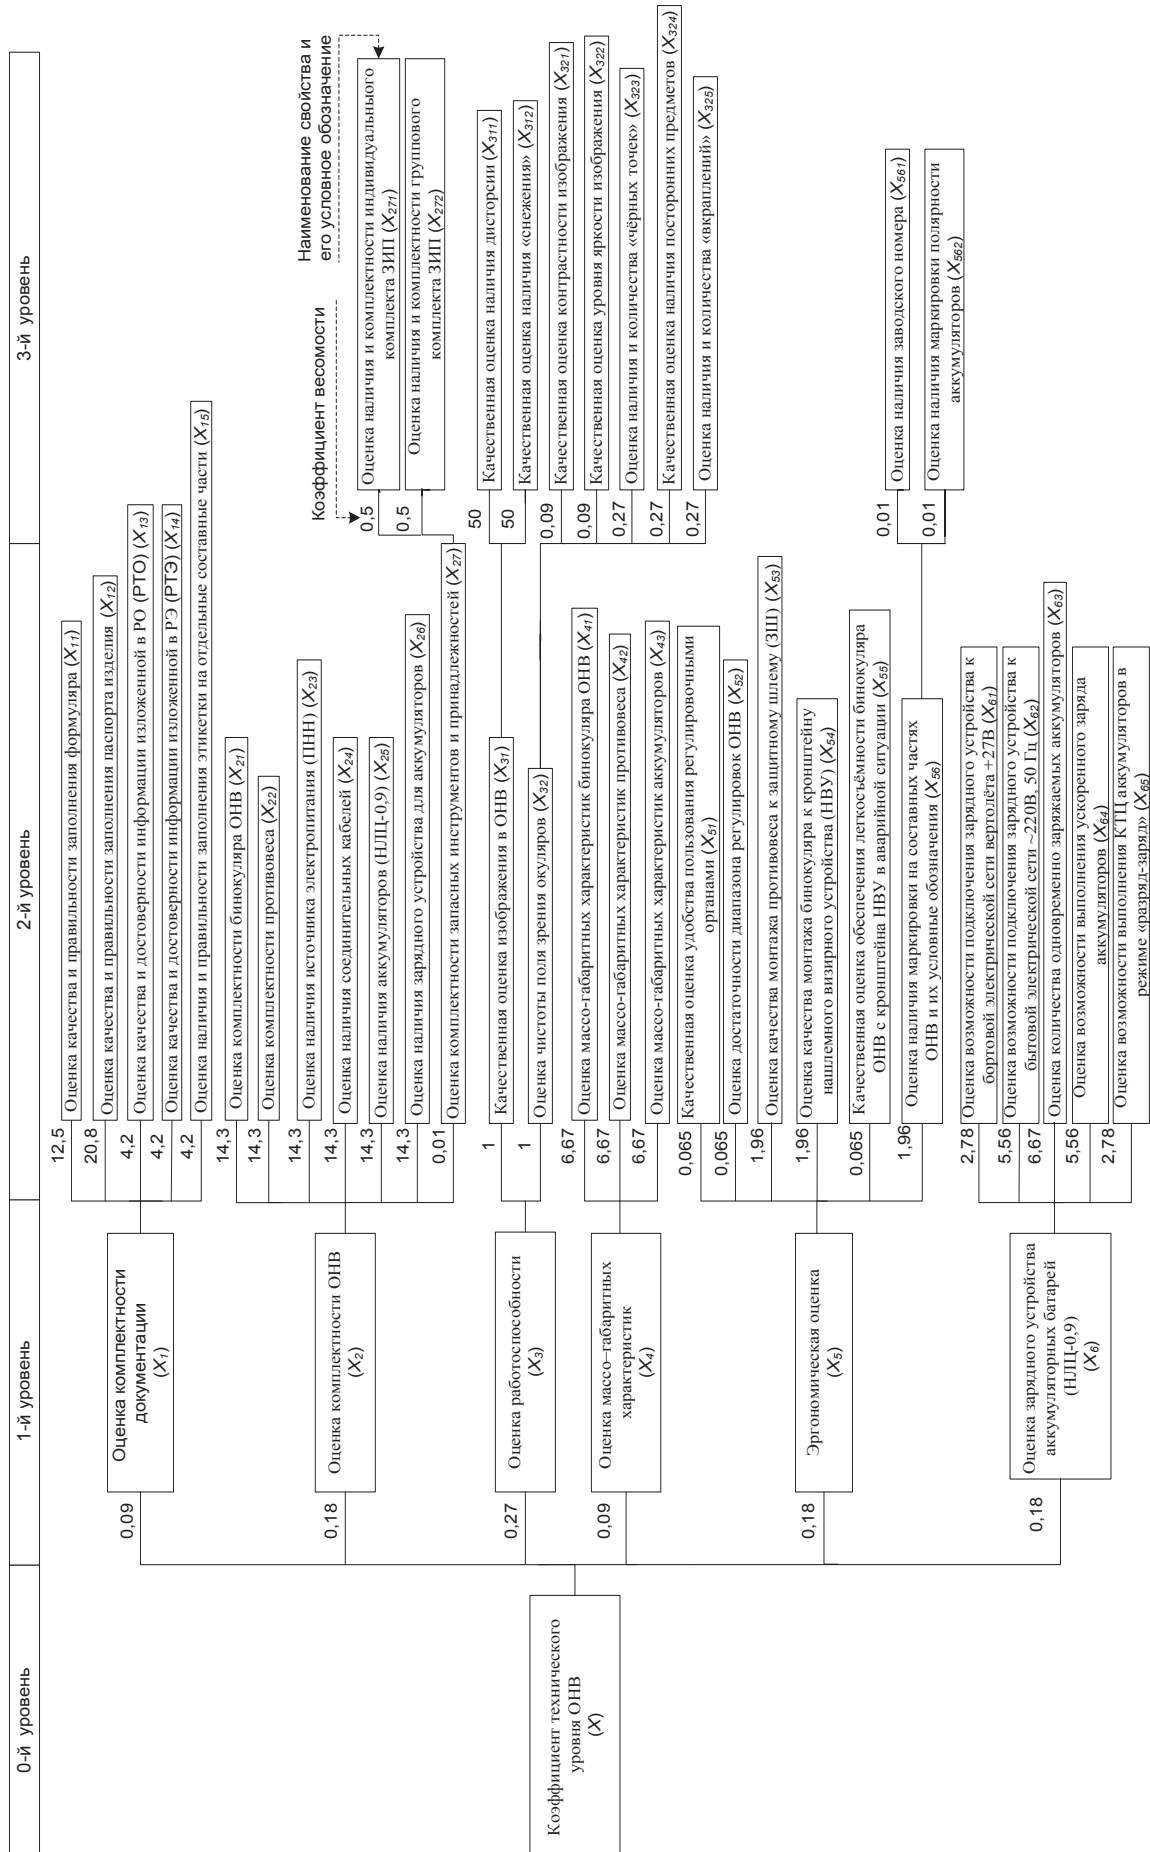 0-й уровень
1-й уровень
2-й уровень
3-й уровень
Коэффициент технического
уровня ОНВ
(X)
0,09
Оценка комплектности
документации
(X1)
12,5
Оценка качества и правильности заполнения формуляра (X11)
20,8
Оценка качества и правильности заполнения паспорта изделия (X12)
4,2
Оценка качества и достоверности информации изложенной в РО (РТО) (X13)
4,2
Оценка качества и достоверности информации изложенной в РЭ (РТЭ) (X14)
4,2
Оценка наличия и правильности заполнения этикетки на отдельные составные части (X15)
0,18
Оценка комплектности ОНВ
(X2)
14,3
Оценка комплектности бинокуляра ОНВ (X21)
14,3
Оценка комплектности противовеса (X22)
14,3
Оценка наличия источника электропитания (ПНН) (X23)
14,3
Оценка наличия соединительных кабелей (X24)
14,3
Оценка наличия аккумуляторов (НЛЦ-0,9) (X25)
14,3
Оценка наличия зарядного устройства для аккумуляторов (X26)
0,01
Оценка комплектности запасных инструментов и принадлежностей (X27)
Коэффициент весомости
Наименование свойства и
его условное обозначение
0,5
Оценка наличия и комплектности индивидуального
комплекта ЗИП (X271)
0,5
Оценка наличия и комплектности группового
комплекта ЗИП (X272)
0,27
Оценка работоспособности
(X3)
1
Качественная оценка изображения в ОНВ (X31)
1
Оценка чистоты поля зрения окуляров (X32)
50
Качественная оценка наличия дисторсии (X311)
50
Качественная оценка наличия «снежения» (X312)
0,09
Качественная оценка контрастности изображения (X321)
0,09
Качественная оценка уровня яркости изображения (X322)
0,27
Оценка наличия и количества «чёрных точек» (X323)
0,27
Качественная оценка наличия посторонних предметов (X324)
0,27
Оценка наличия и количества «вкраплений» (X325)
0,09
Оценка массо–габаритных
характеристик
(X4)
6,67
Оценка массо-габаритных характеристик бинокуляра ОНВ (X41)
6,67
Оценка массо-габаритных характеристик противовеса (X42)
6,67
Оценка массо-габаритных характеристик аккумуляторов (X43)
0,18
Эргономическая оценка
(X5)
0,065
Качественная оценка удобства пользования регулировочными
органами (X51)
0,065
Оценка достаточности диапазона регулировок ОНВ (X52)
1,96
Оценка качества монтажа противовеса к защитному шлему (ЗШ) (X53)
1,96
Оценка качества монтажа бинокуляра к кронштейну
нашлемного визирного устройства (НВУ) (X54)
0,065
Качественная оценка обеспечения легкосъёмности бинокуляра
ОНВ с кронштейна НВУ в аварийной ситуации (X55)
1,96
Оценка наличия маркировки на составных частях
ОНВ и их условные обозначения (X56)
0,01
Оценка наличия заводского номера (X561)
0,01
Оценка наличия маркировки полярности
аккумуляторов (X562)
0,18
Оценка зарядного устройства
аккумуляторных батарей
(НЛЦ-0,9)
(X6)
2,78
Оценка возможности подключения зарядного устройства к
бортовой электрической сети вертолёта +27В (X61)
5,56
Оценка возможности подключения зарядного устройства к
бытовой электрической сети ~220В, 50 Гц (X62)
6,67
Оценка количества одновременно заряжаемых аккумуляторов (X63)
5,56
Оценка возможности выполнения ускоренного заряда
аккумуляторов (X64)
2,78
Оценка возможности выполнения КТЦ аккумуляторов в
режиме «разряд-заряд» (X65)